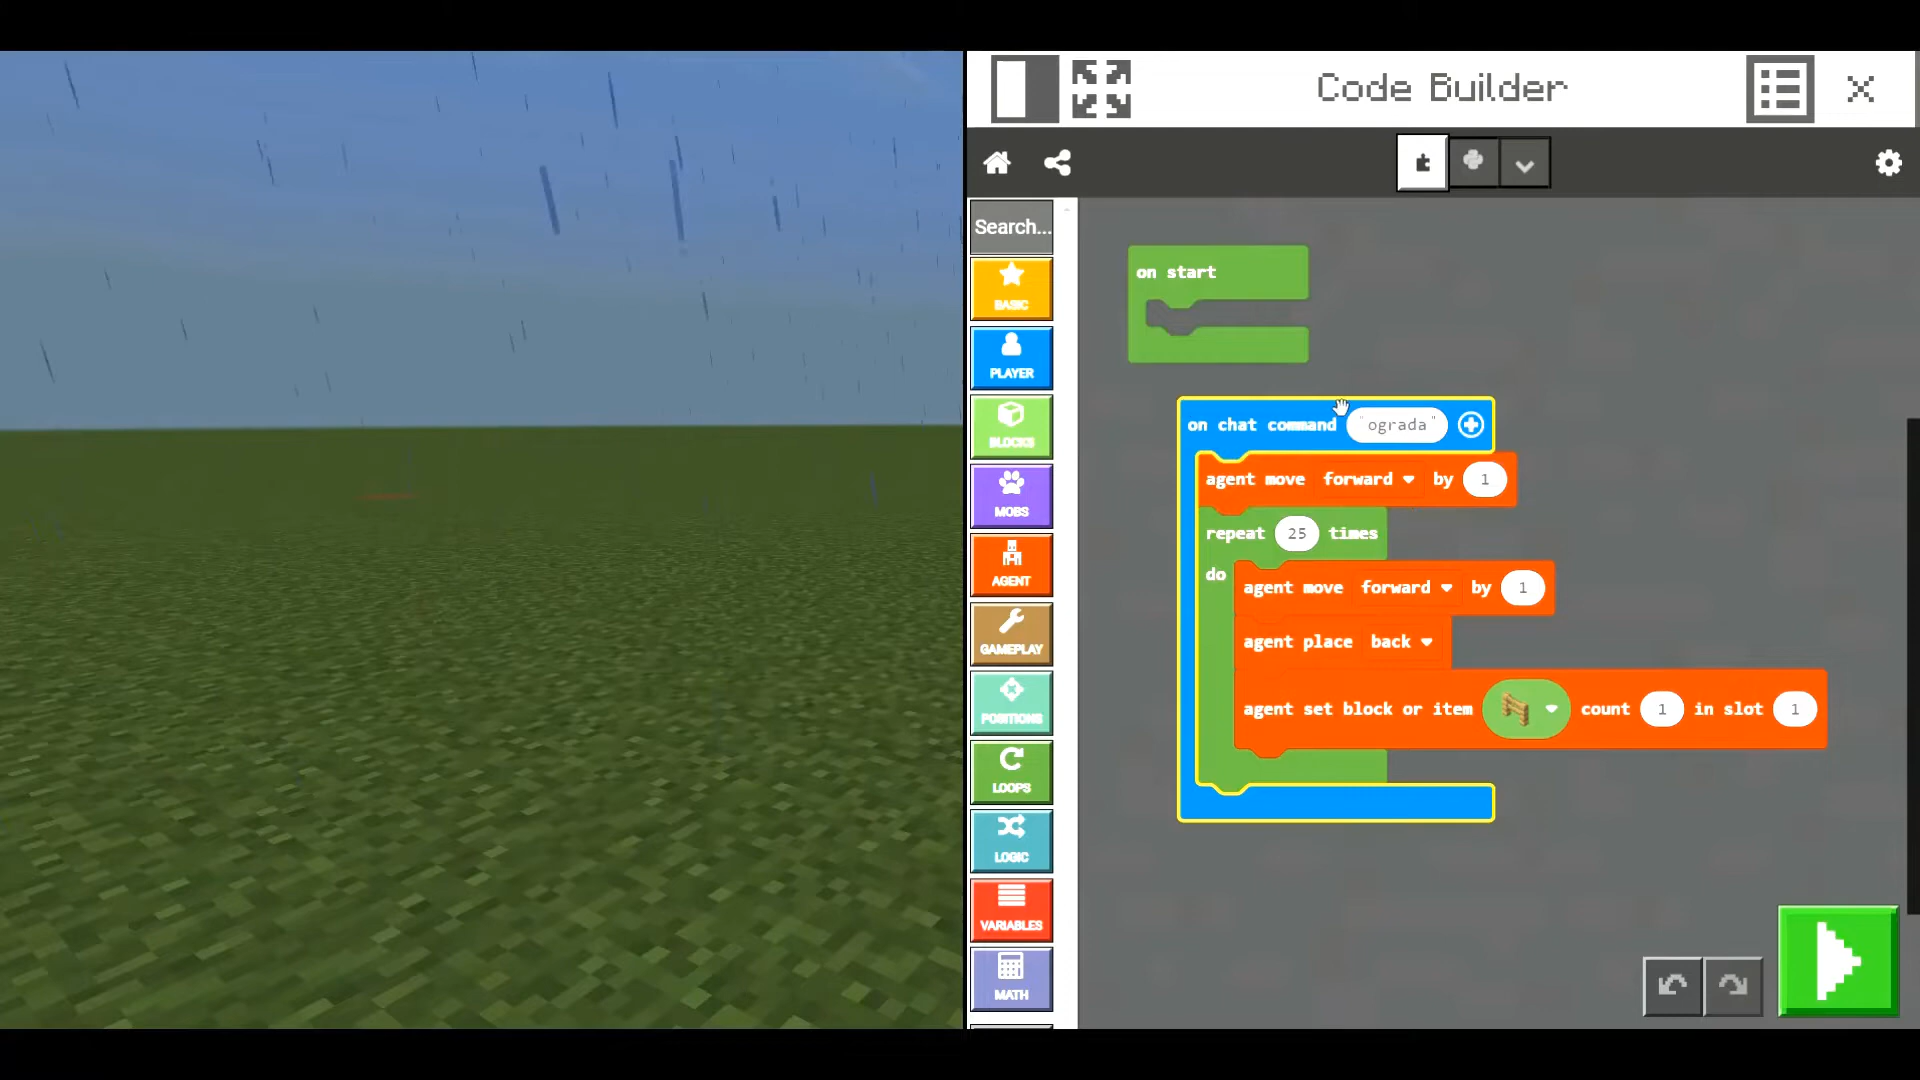 Code Builder
Search...
BASIC
PLAYER
BLOCKS
MOBS
AGENT
GAMEPLAY
POSITIONS
LOOPS
LOGIC
VARIABLES
MATH
on start
on chat command "ograda"
agent move forward by 1
repeat 25 times
do
agent move forward by 1
agent place back
agent set block or item count 1 in slot 1